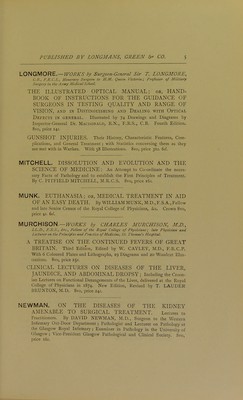 PUBLISHED BY LONGMANS, GREEN & CO. 5
LONGMORE.—WORKS by Surgeon-General Sir T. LONGMORE,
C.B., F.R.C.S., Honorary Surgeon to H.M. Queen Victoria; Professor of Military
Surgery in the Army Medical School.
THE ILLUSTRATED OPTICAL MANUAL; OR, HAND-
BOOK OF INSTRUCTIONS FOR THE GUIDANCE OF
SURGEONS IN TESTING QUALITY AND RANGE OF
VISION, AND IN DISTINGUISHING AND DEALING WITH OPTICAL
DEFECTS IN GENERAL. Illustrated by 74 Drawings and Diagrams by
Inspector-General Dr. MACDONALD, R.N., F.R.S., C.B. Fourth Edition.
8vo, price 14s.
GUNSHOT INJURIES. Their History, Characteristic Features, Com-
plications, and General Treatment; with Statistics concerning them as they
are met with in Warfare. With 58 Illustrations. 8vo, price 31s. 6d.
MITCHELL. DISSOLUTION AND EVOLUTION AND THE
SCIENCE OF MEDICINE: An Attempt to Co-ordinate the neces-
sary Facts of Pathology and to establish the First Principles of Treatment.
By C. PITFIELD MITCHELL, M.R.C.S. 8vo, price 16s.
MUNK. EUTHANASIA; OR, MEDICAL TREATMENT IN AID
OF AN EASY DEATH. By WILLIAM MUNK, M.D., F.S.A., Fellow
and late Senior Censor of the Royal College of Physicians, &c. Crown 8vo,
price 4s. 6d.
MURCHISON.—WORKS by CHARLES MURCHISON, M.D.,
LL.D., F.R.S., &c., Fellow of the Royal College of Physicians; late Physician and
Lecturer on the Principles and Practice of Medicine, St. Thomas's Hospital.
A TREATISE ON THE CONTINUED FEVERS OF GREAT
BRITAIN. Third Edition, Edited by W. CAYLEY, M.D., F.R.C.P.
With 6 Coloured Plates and Lithographs, 19 Diagrams and 20 Woodcut Illus-
trations. 8vo, price 25s.
CLINICAL LECTURES ON DISEASES OF THE LIVER,
JAUNDICE, AND ABDOMINAL DROPSY; Including the Croon-
ian Lectures on Functional Derangements of the Liver, delivered at the Royal
College of Physicians in 1874. New Edition, Revised by T. LAUDER
BRUNTON, M.D. 8vo, price 24s.
NEWMAN. ON THE DISEASES OF THE KIDNEY
AMENABLE TO SURGICAL TREATMENT. Lectures to
Practitioners. By DAVID NEWMAN, M.D., Surgeon to the Western
Infirmary Out-Door Department; Pathologist and Lecturer on Pathology at
the Glasgow Royal Infirmary; Examiner in Pathology in the University of
Glasgow; Vice-President Glasgow Pathological and Clinical Society. 8vo,
price 16s.